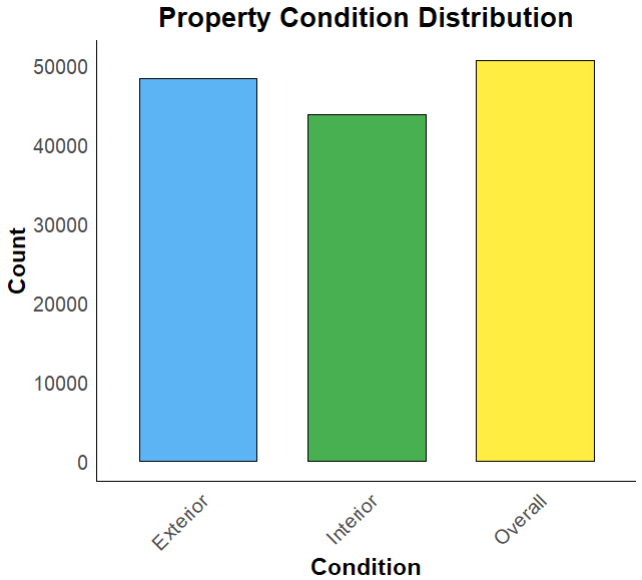 Property Condition Distribution
50000
40000
30000
20000
10000
0
Count
Exterior
Interior
Overall
Condition